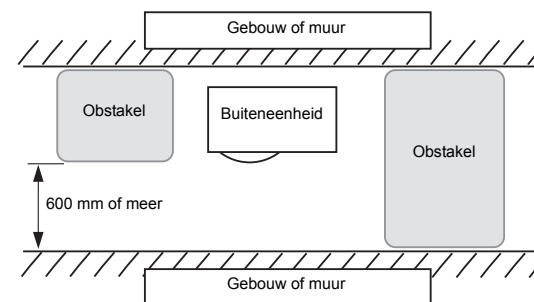 Gebouw of muur
Obstakel
Buiteneenheid
Obstakel
600 mm of meer
Gebouw of muur